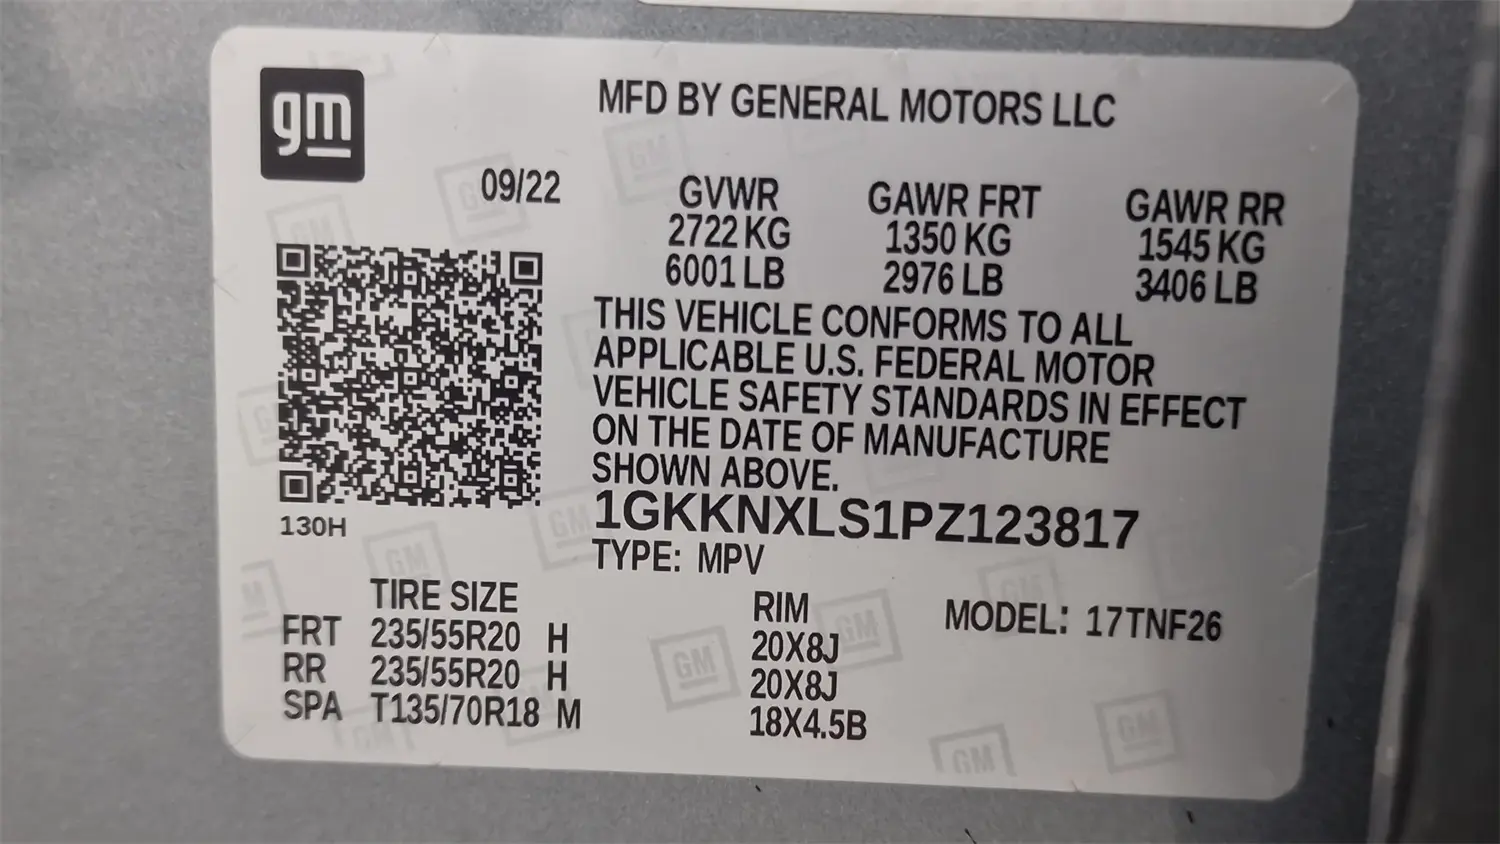 gm
MFD BY GENERAL MOTORS LLC
09/22
GVWR GAWR FRT GAWR RR
2722 KG 1350 KG 1545 KG
6001 LB 2976 LB 3406 LB
THIS VEHICLE CONFORMS TO ALL
APPLICABLE U.S. FEDERAL MOTOR
VEHICLE SAFETY STANDARDS IN EFFECT
ON THE DATE OF MANUFACTURE
SHOWN ABOVE.
1GKKNXLS1PZ123817
TYPE: MPV
130H
TIRE SIZE RIM MODEL: 17TNF26
FRT 235/55R20 H 20X8J
RR 235/55R20 H 20X8J
SPA T135/70R18 M 18X4.5B